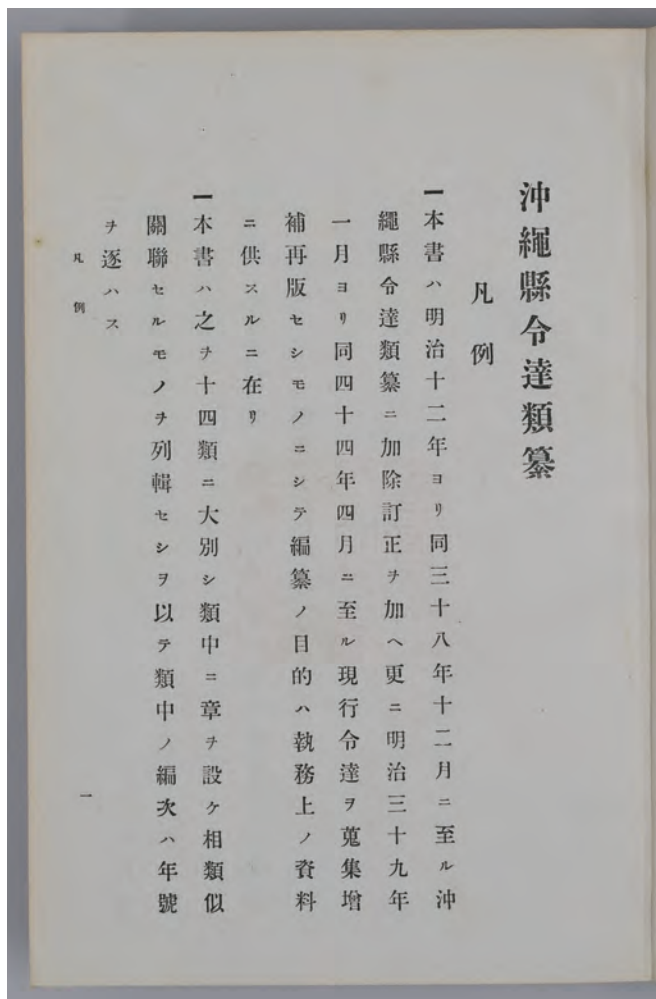 沖繩縣令達類纂
凡例
一本書ハ明治十二年ヨリ同三十八年十二月ニ至ル沖
繩縣令達類纂ニ加除訂正ヲ加ヘ更ニ明治三十九年
一月ヨリ同四十四年四月ニ至ル現行令達ヲ蒐集增
補再版セシモノニシテ編纂ノ目的ハ執務上ノ資料
ニ供スルニ在リ
一本書ハ之ヲ十四類ニ大別シ類中ニ章ヲ設ケ相類似
關聯セルモノヲ列輯セシヲ以テ類中ノ編次ハ年號
ヲ逐ハス
凡例
一